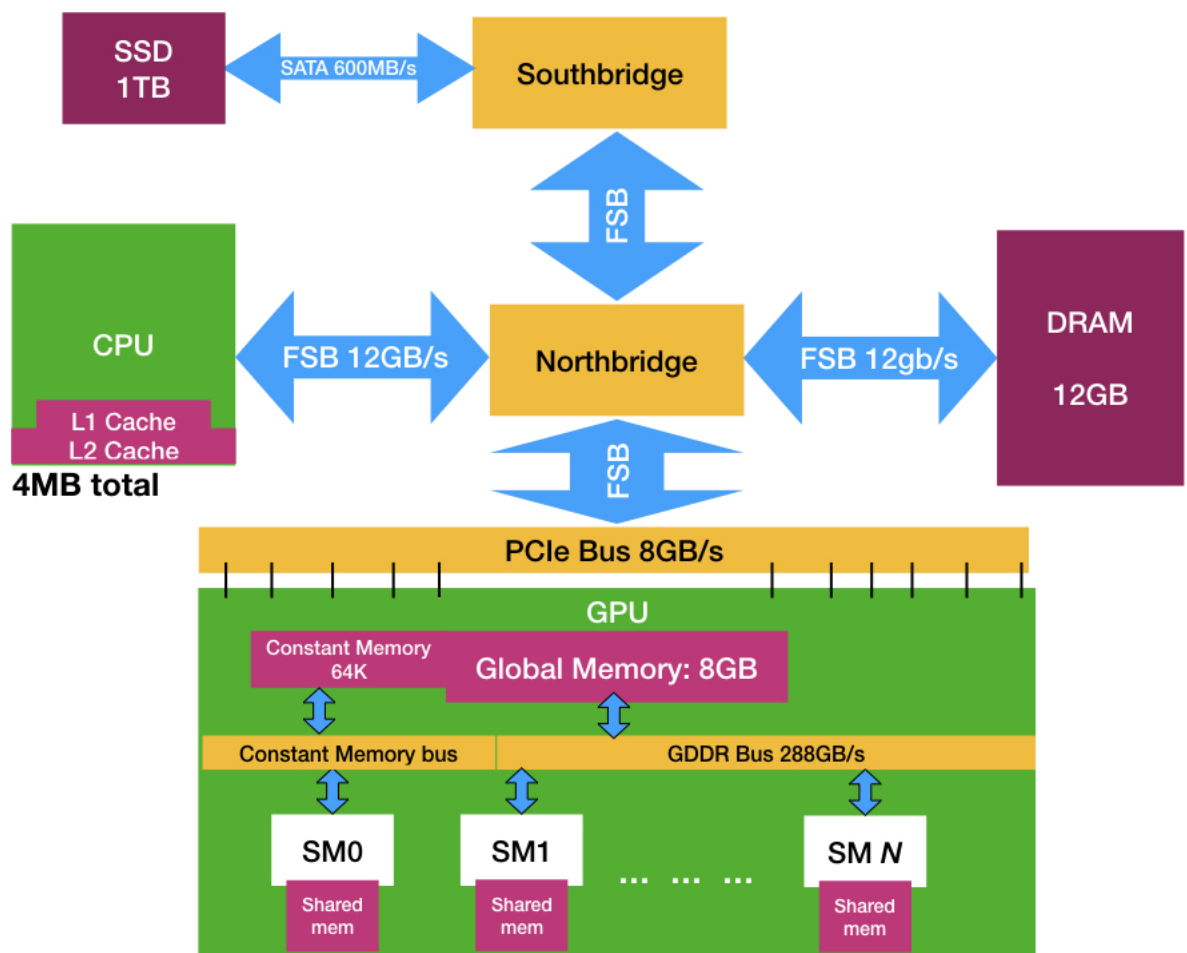 SSD
1TB
SATA 600MB/s
Southbridge
FSB
CPU
L1 Cache
L2 Cache
4MB total
FSB 12GB/s
Northbridge
FSB 12gb/s
DRAM
12GB
FSB
PCIe Bus 8GB/s
GPU
Constant Memory
64K
Global Memory: 8GB
Constant Memory bus
GDDR Bus 288GB/s
SM0
SM1
... ... ...
SM N
Shared
mem
Shared
mem
Shared
mem